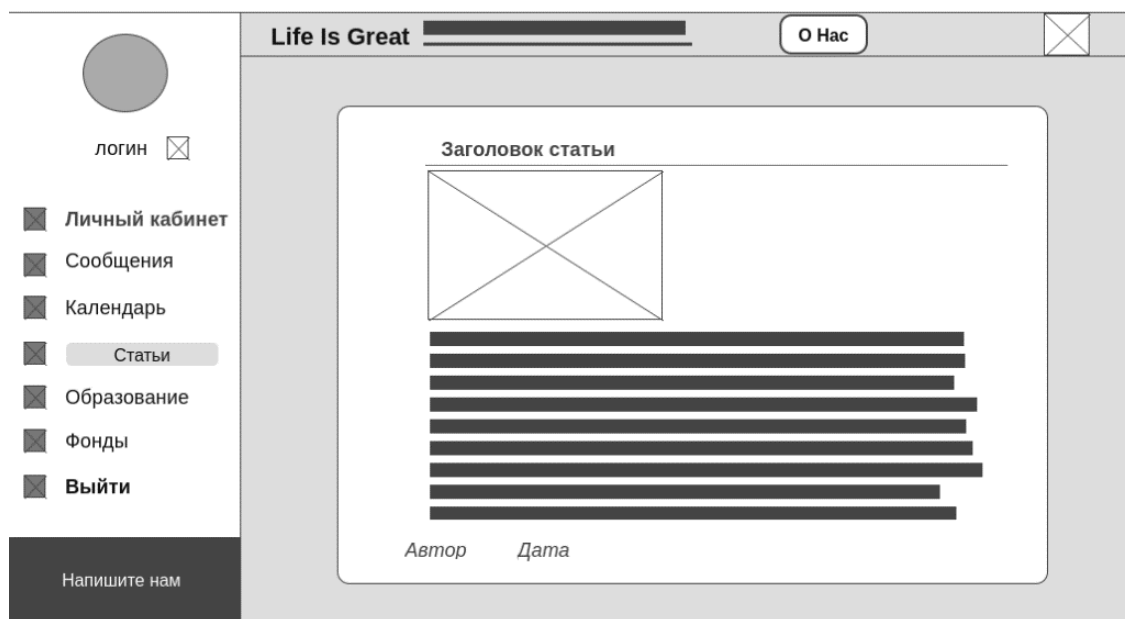 Life Is Great
О Нас
логин
Личный кабинет
Сообщения
Календарь
Статьи
Образование
Фонды
Выйти
Напишите нам
Заголовок статьи
Автор Дата